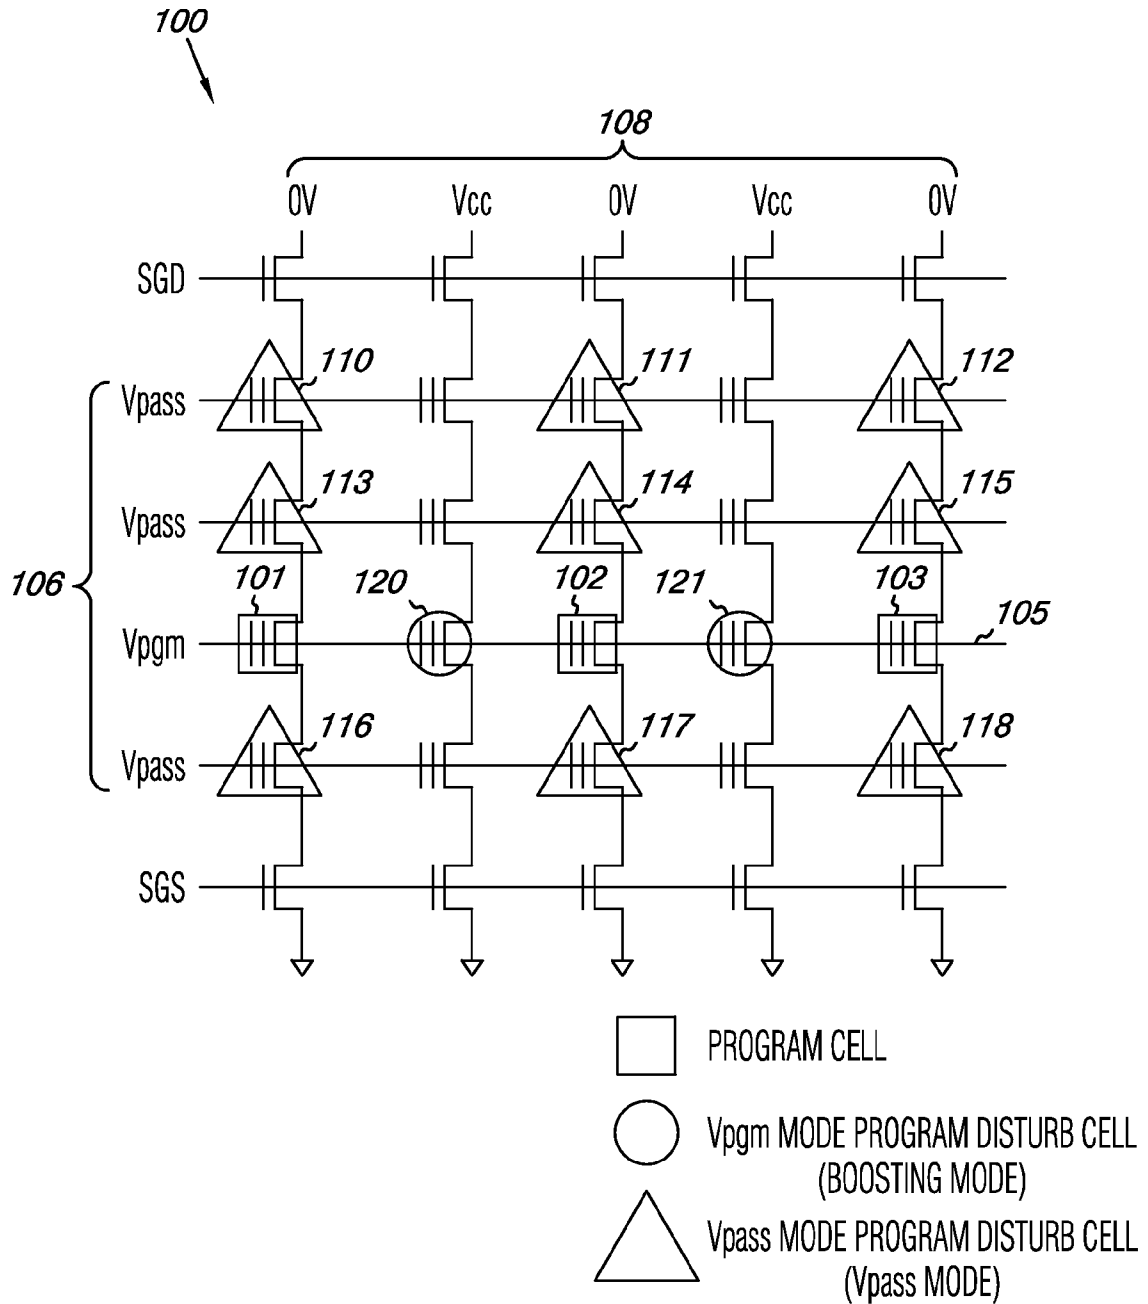 100
108
0V Vcc 0V Vcc 0V
SGD
110 111 112
Vpass
113 114 115
Vpass
106
101 120 102 121 103
105
Vpgm
116 117 118
Vpass
SGS
PROGRAM CELL
Vpgm MODE PROGRAM DISTURB CELL
(BOOSTING MODE)
Vpass MODE PROGRAM DISTURB CELL
(Vpass MODE)